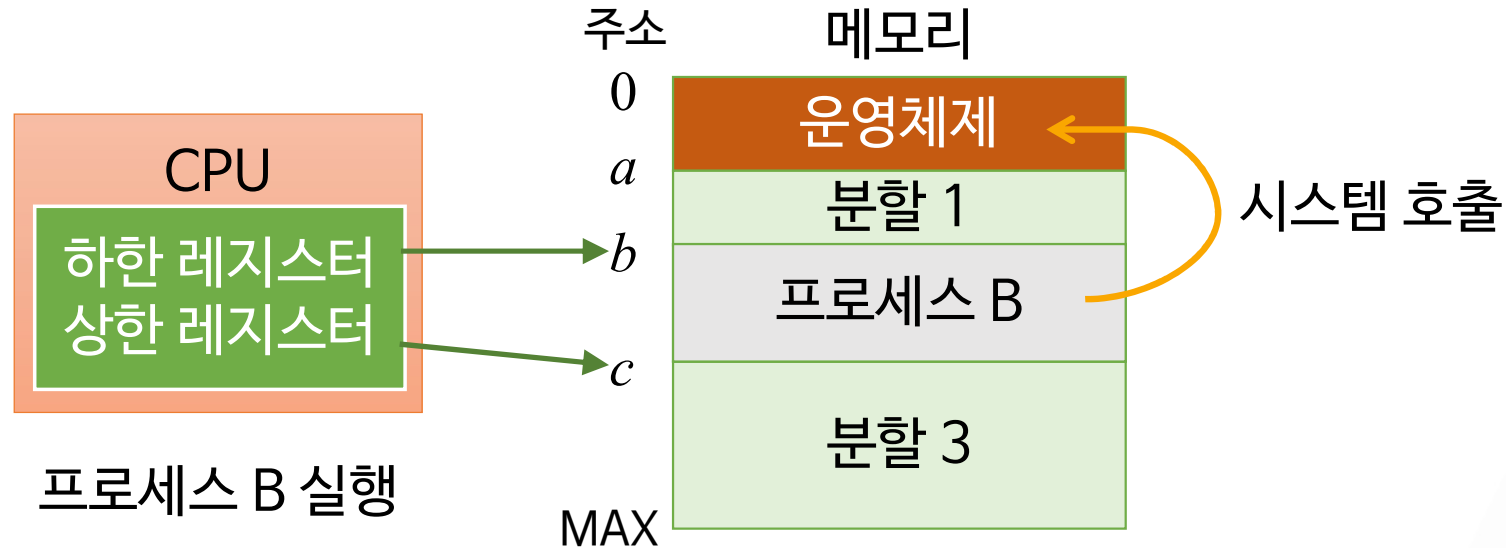 주소
메모리
0
운영체제
CPU
a
분할 1
시스템 호출
하한 레지스터
b
프로세스 B
상한 레지스터
c
분할 3
프로세스 B 실행
MAX